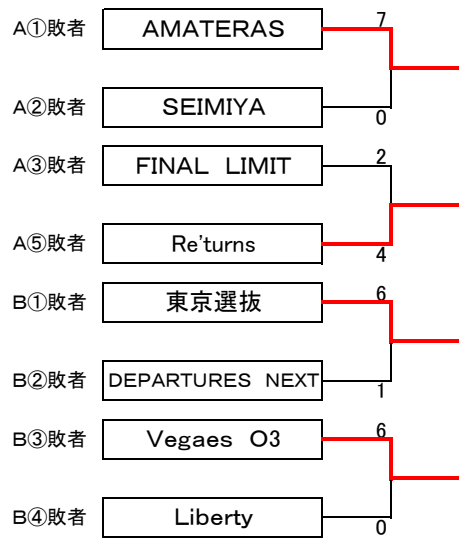 A①敗者 AMATERAS 7
A②敗者 SEIMIYA 0
A③敗者 FINAL LIMIT 2
A⑤敗者 Re'turns 4
B①敗者 東京選抜 6
B②敗者 DEPARTURES NEXT 1
B③敗者 Vegaes O3 6
B④敗者 Liberty 0